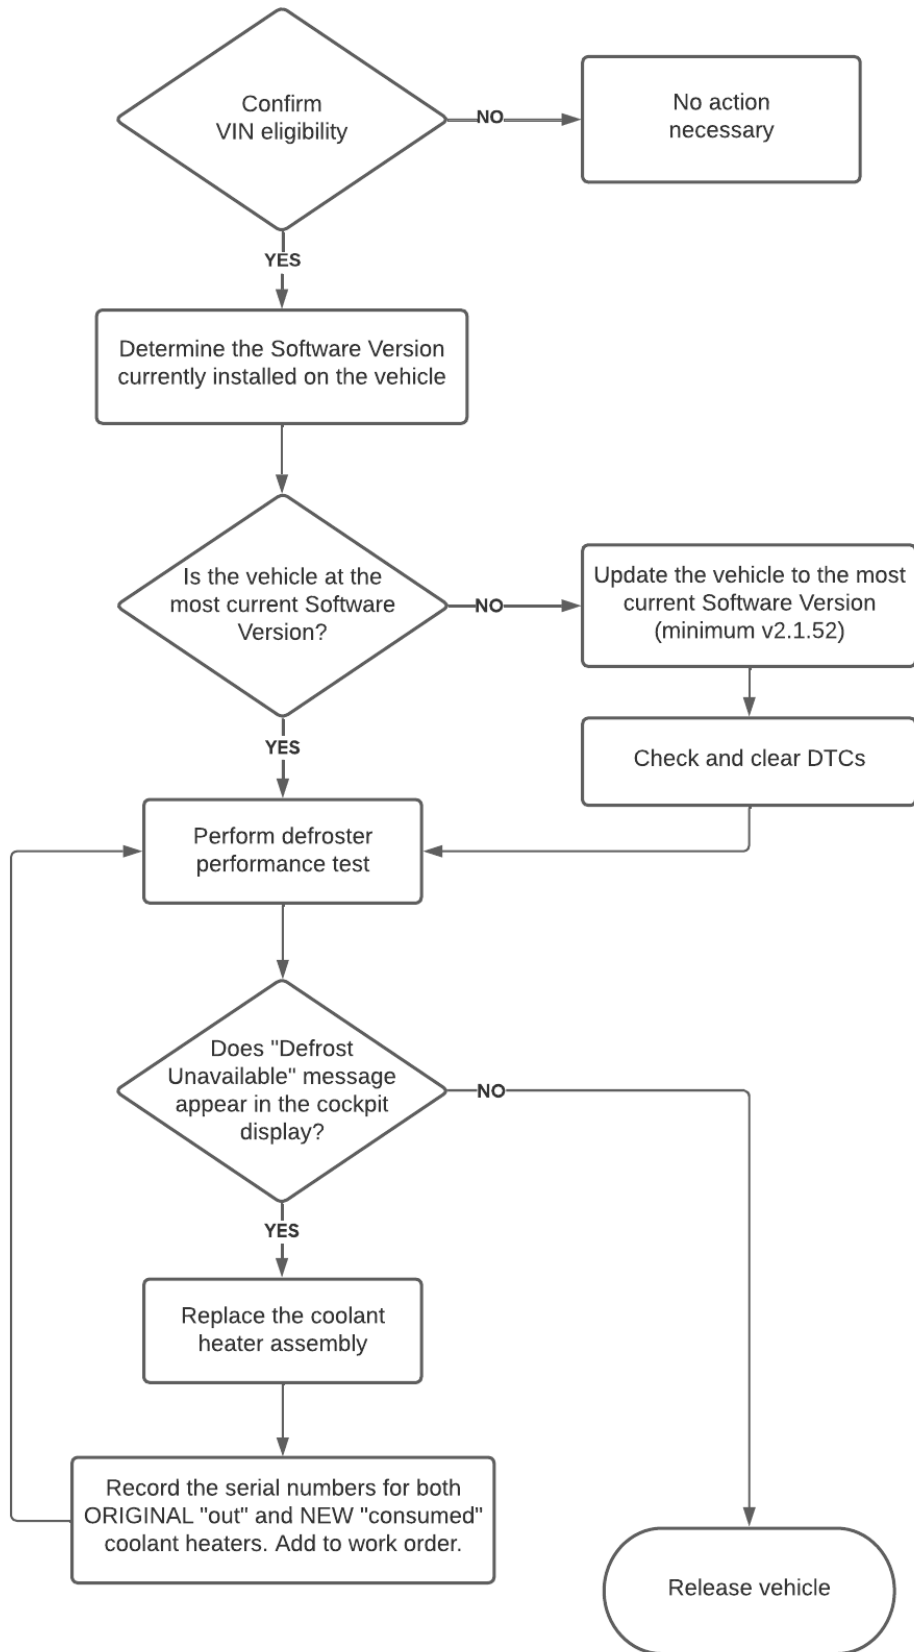 Confirm
VIN eligibility
NO
No action
necessary
YES
Determine the Software Version
currently installed on the vehicle
Is the vehicle at the
most current Software
Version?
NO
Update the vehicle to the most
current Software Version
(minimum v2.1.52)
YES
Check and clear DTCs
Perform defroster
performance test
Does "Defrost
Unavailable" message
appear in the cockpit
display?
NO
YES
Replace the coolant
heater assembly
Record the serial numbers for both
ORIGINAL "out" and NEW "consumed"
coolant heaters. Add to work order.
Release vehicle